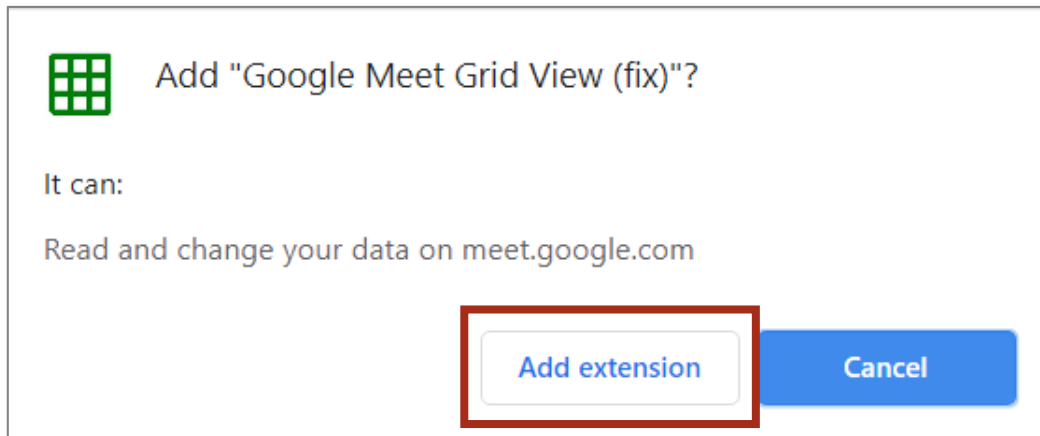 Add "Google Meet Grid View (fix)"?
It can:
Read and change your data on meet.google.com
Add extension
Cancel